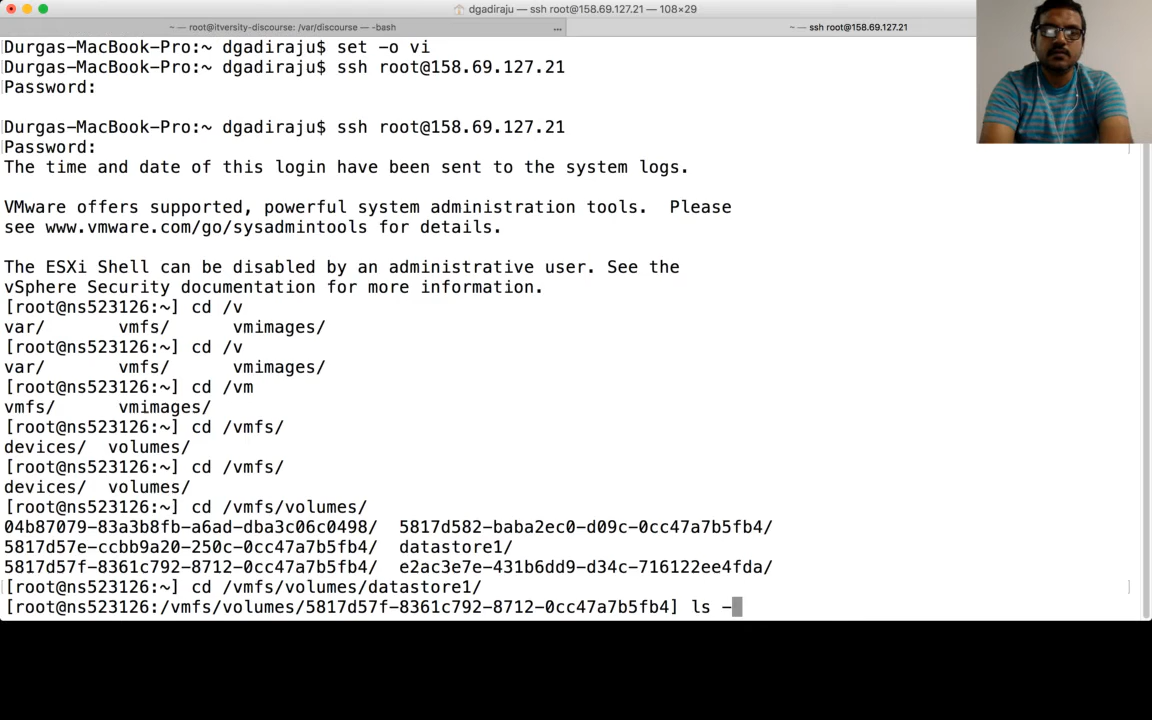 dgadiraju — ssh root@158.69.127.21 — 108×29
~ — root@itversity-discourse: /var/discourse — -bash ...
~ — ssh root@158.69.127.21
Durgas-MacBook-Pro:~ dgadiraju$ set -o vi
Durgas-MacBook-Pro:~ dgadiraju$ ssh root@158.69.127.21
Password:
Durgas-MacBook-Pro:~ dgadiraju$ ssh root@158.69.127.21
Password:
The time and date of this login have been sent to the system logs.
VMware offers supported, powerful system administration tools.  Please
see www.vmware.com/go/sysadmintools for details.
The ESXi Shell can be disabled by an administrative user. See the
vSphere Security documentation for more information.
[root@ns523126:~] cd /v
var/       vmfs/      vmimages/
[root@ns523126:~] cd /v
var/       vmfs/      vmimages/
[root@ns523126:~] cd /vm
vmfs/      vmimages/
[root@ns523126:~] cd /vmfs/
devices/  volumes/
[root@ns523126:~] cd /vmfs/
devices/  volumes/
[root@ns523126:~] cd /vmfs/volumes/
04b87079-83a3b8fb-a6ad-dba3c06c0498/  5817d582-baba2ec0-d09c-0cc47a7b5fb4/
5817d57e-ccbb9a20-250c-0cc47a7b5fb4/  datastore1/
5817d57f-8361c792-8712-0cc47a7b5fb4/  e2ac3e7e-431b6dd9-d34c-716122ee4fda/
[root@ns523126:~] cd /vmfs/volumes/datastore1/
[root@ns523126:/vmfs/volumes/5817d57f-8361c792-8712-0cc47a7b5fb4] ls -